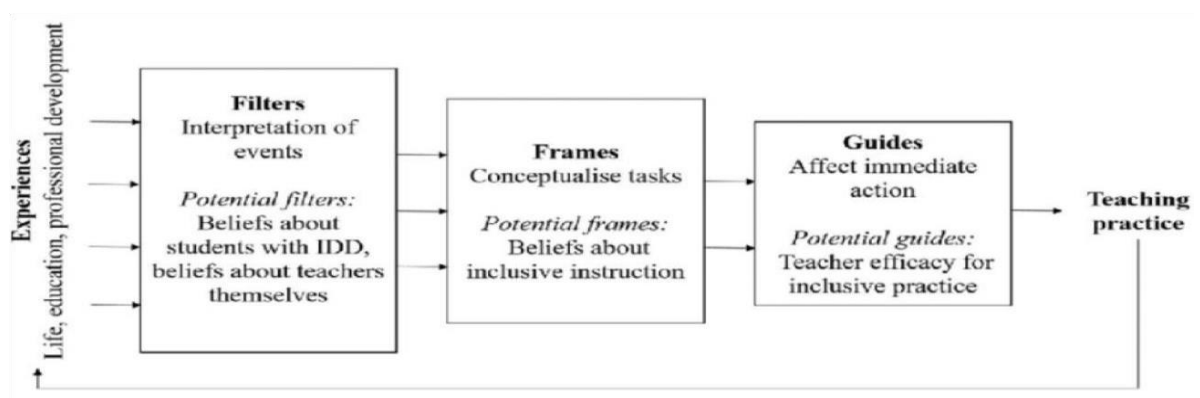 Experiences
Life, education, professional development
Filters
Interpretation of
events
Potential filters:
Beliefs about
students with IDD,
beliefs about teachers
themselves
Frames
Conceptualise tasks
Potential frames:
Beliefs about
inclusive instruction
Guides
Affect immediate
action
Potential guides:
Teacher efficacy for
inclusive practice
Teaching
practice